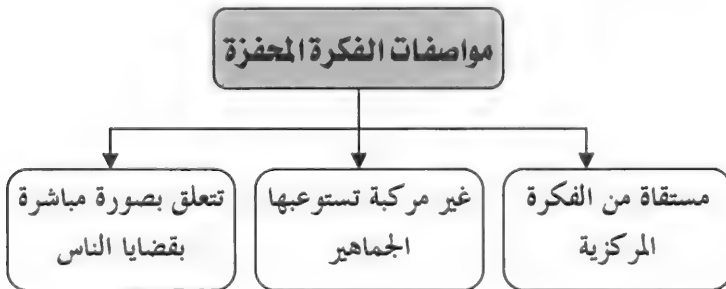 مواصفات الفكرة المحفزة
مستقاة من الفكرة
المركزية
غير مركبة تستوعبها
الجماهير
تتعلق بصورة مباشرة
بقضايا الناس